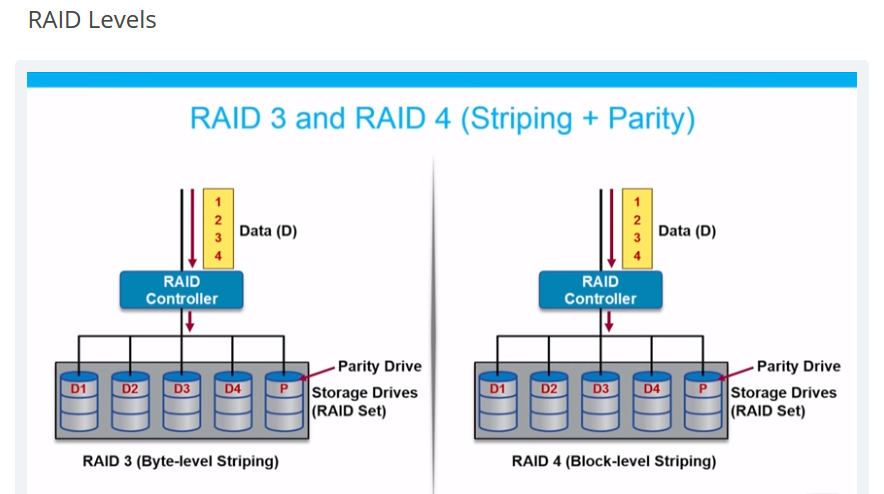 RAID Levels
RAID 3 and RAID 4 (Striping + Parity)
1
2
3
4
Data (D)
RAID
Controller
D1 D2 D3 D4 P
Parity Drive
Storage Drives
(RAID Set)
RAID 3 (Byte-level Striping)
1
2
3
4
Data (D)
RAID
Controller
D1 D2 D3 D4 P
Parity Drive
Storage Drives
(RAID Set)
RAID 4 (Block-level Striping)